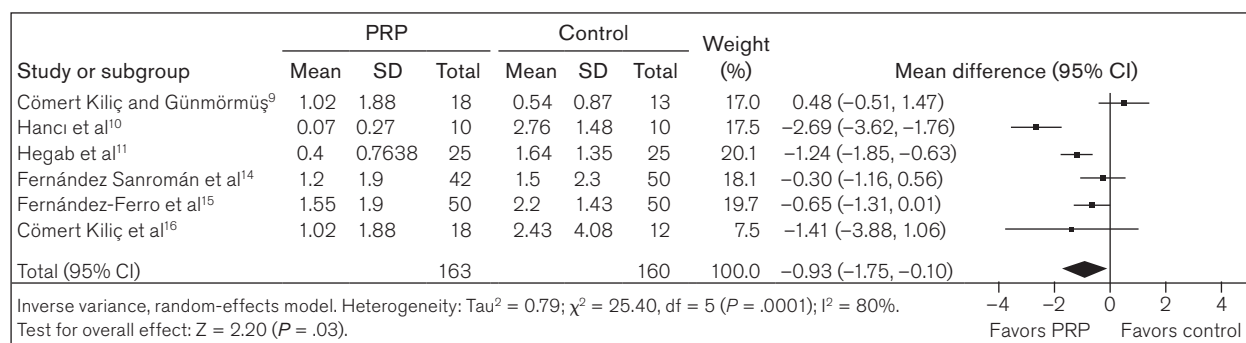 PRP Control Weight
Study or subgroup Mean SD Total Mean SD Total (%) Mean difference (95% CI)
Cömert Kiliç and Günmörmüş⁹ 1.02 1.88 18 0.54 0.87 13 17.0 0.48 (–0.51, 1.47)
Hancı et al¹⁰ 0.07 0.27 10 2.76 1.48 10 17.5 –2.69 (–3.62, –1.76)
Hegab et al¹¹ 0.4 0.7638 25 1.64 1.35 25 20.1 –1.24 (–1.85, –0.63)
Fernández Sanromán et al¹⁴ 1.2 1.9 42 1.5 2.3 50 18.1 –0.30 (–1.16, 0.56)
Fernández-Ferro et al¹⁵ 1.55 1.9 50 2.2 1.43 50 19.7 –0.65 (–1.31, 0.01)
Cömert Kiliç et al¹⁶ 1.02 1.88 18 2.43 4.08 12 7.5 –1.41 (–3.88, 1.06)
Total (95% CI) 163 160 100.0 –0.93 (–1.75, –0.10)
Inverse variance, random-effects model. Heterogeneity: Tau² = 0.79; χ² = 25.40, df = 5 (P = .0001); I² = 80%. –4 –2 0 2 4
Test for overall effect: Z = 2.20 (P = .03). Favors PRP Favors control